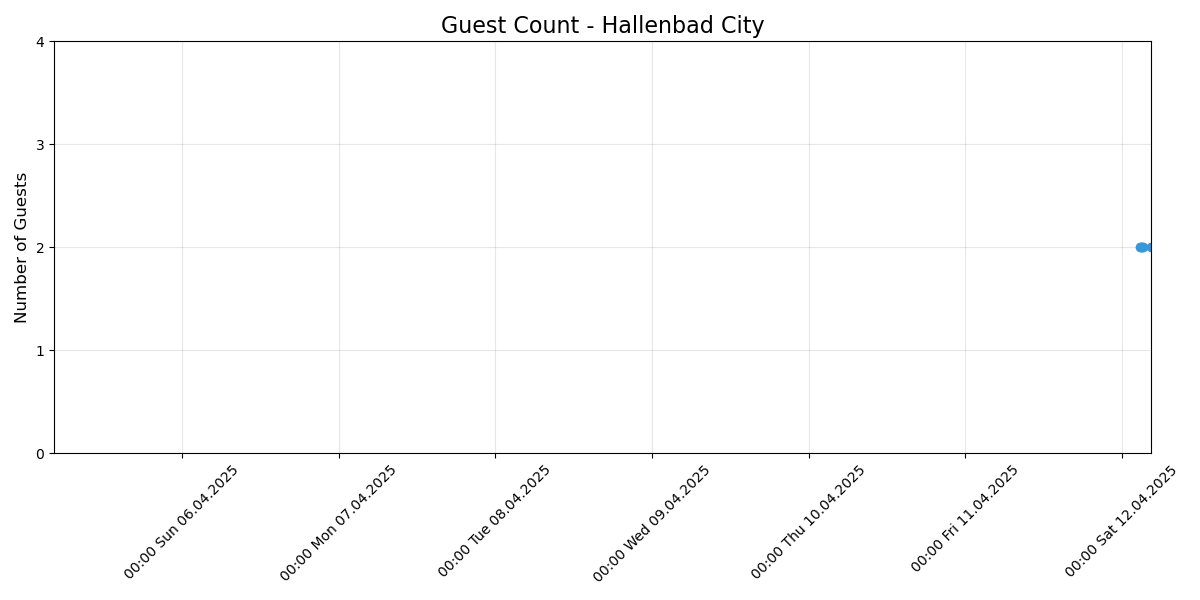 Guest Count - Hallenbad City
Number of Guests
4
3
2
1
0
00:00 Sun 06.04.2025
00:00 Mon 07.04.2025
00:00 Tue 08.04.2025
00:00 Wed 09.04.2025
00:00 Thu 10.04.2025
00:00 Fri 11.04.2025
00:00 Sat 12.04.2025